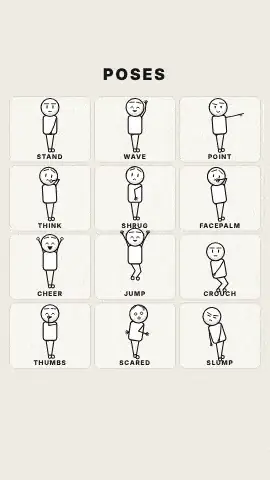 POSES
STAND WAVE POINT
THINK SHRUG FACEPALM
CHEER JUMP CROUCH
THUMBS SCARED SLUMP